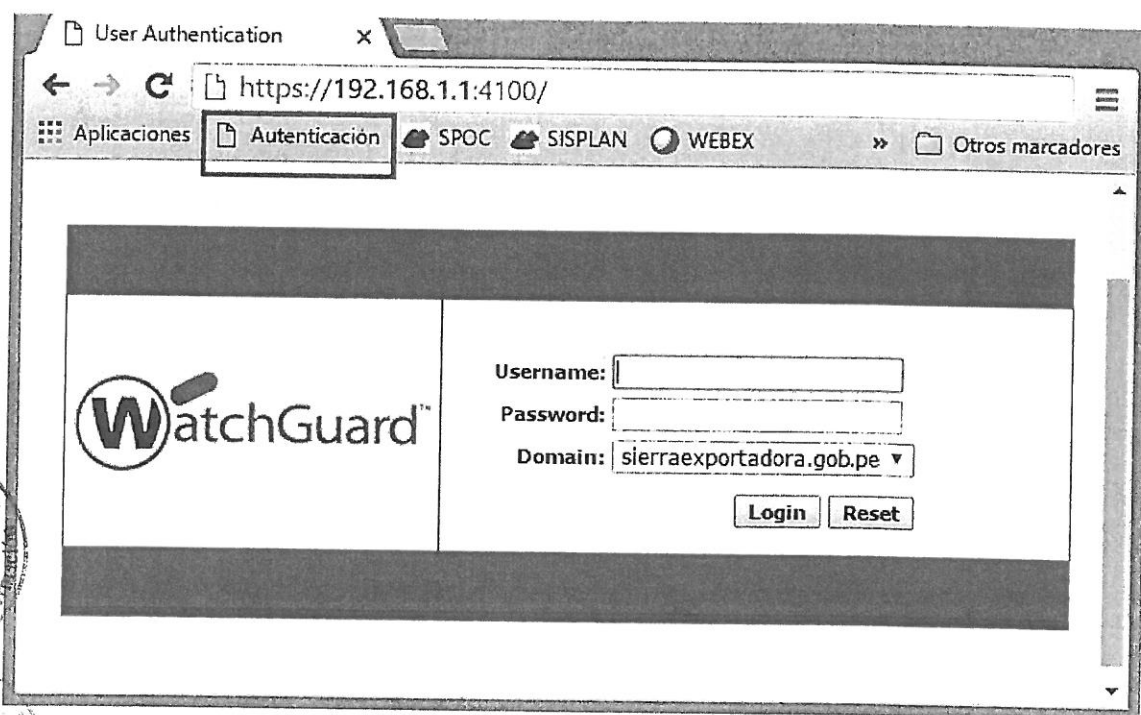 User Authentication
https://192.168.1.1:4100/
Aplicaciones Autenticación SPOC SISPLAN WEBEX » Otros marcadores
WatchGuard™
Username:
Password:
Domain: sierraexportadora.gob.pe
Login Reset